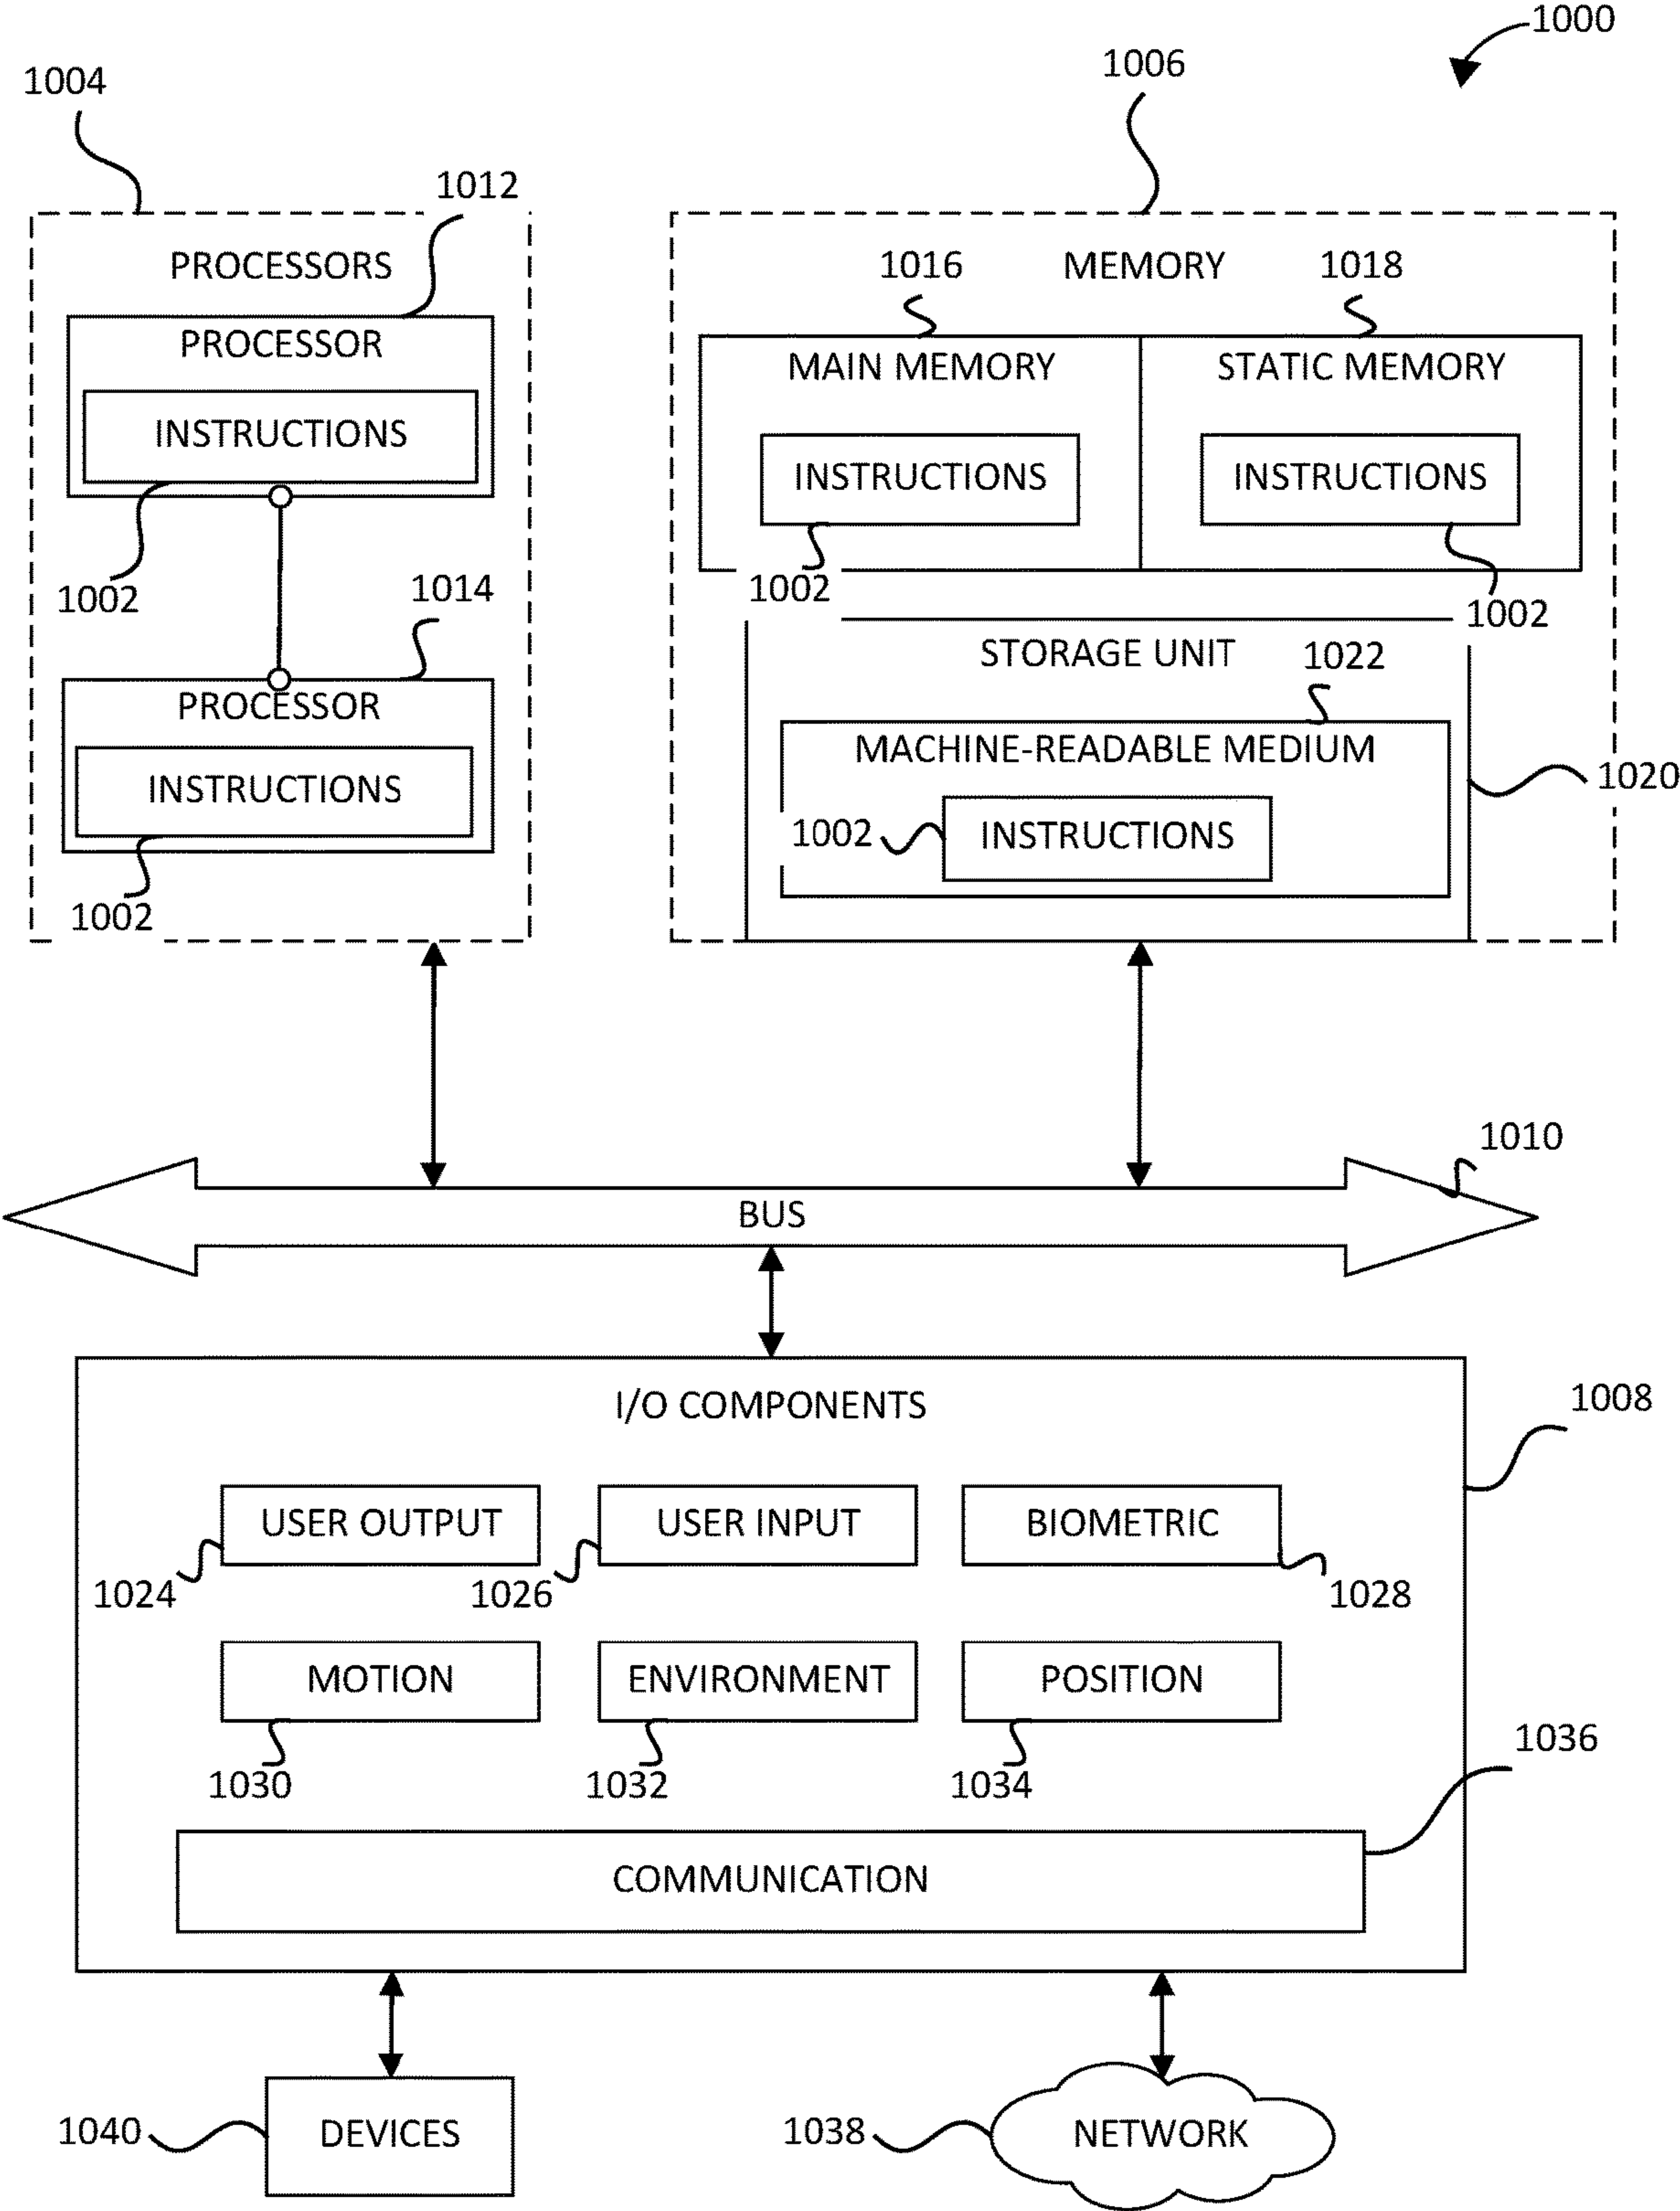 1000
1004
1006
1012
PROCESSORS
1016
MEMORY
1018
PROCESSOR
INSTRUCTIONS
MAIN MEMORY
STATIC MEMORY
INSTRUCTIONS
INSTRUCTIONS
1002
1014
1002
1002
STORAGE UNIT
1022
PROCESSOR
INSTRUCTIONS
MACHINE-READABLE MEDIUM
1020
1002
INSTRUCTIONS
1002
1010
BUS
I/O COMPONENTS
1008
USER OUTPUT
USER INPUT
BIOMETRIC
1024
1026
1028
MOTION
ENVIRONMENT
POSITION
1030
1032
1034
1036
COMMUNICATION
1040
DEVICES
1038
NETWORK